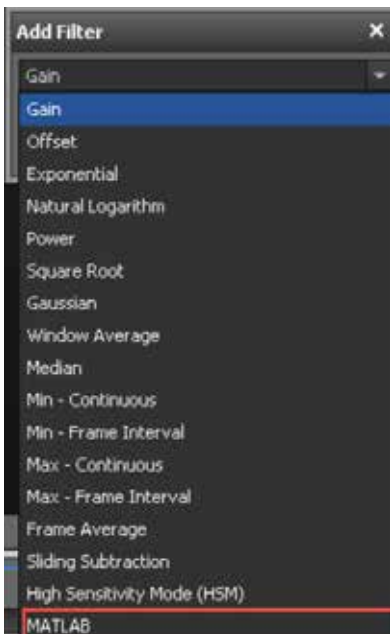 Add Filter ×
Gain
Gain
Offset
Exponential
Natural Logarithm
Power
Square Root
Gaussian
Window Average
Median
Min - Continuous
Min - Frame Interval
Max - Continuous
Max - Frame Interval
Frame Average
Sliding Subtraction
High Sensitivity Mode (HSM)
MATLAB